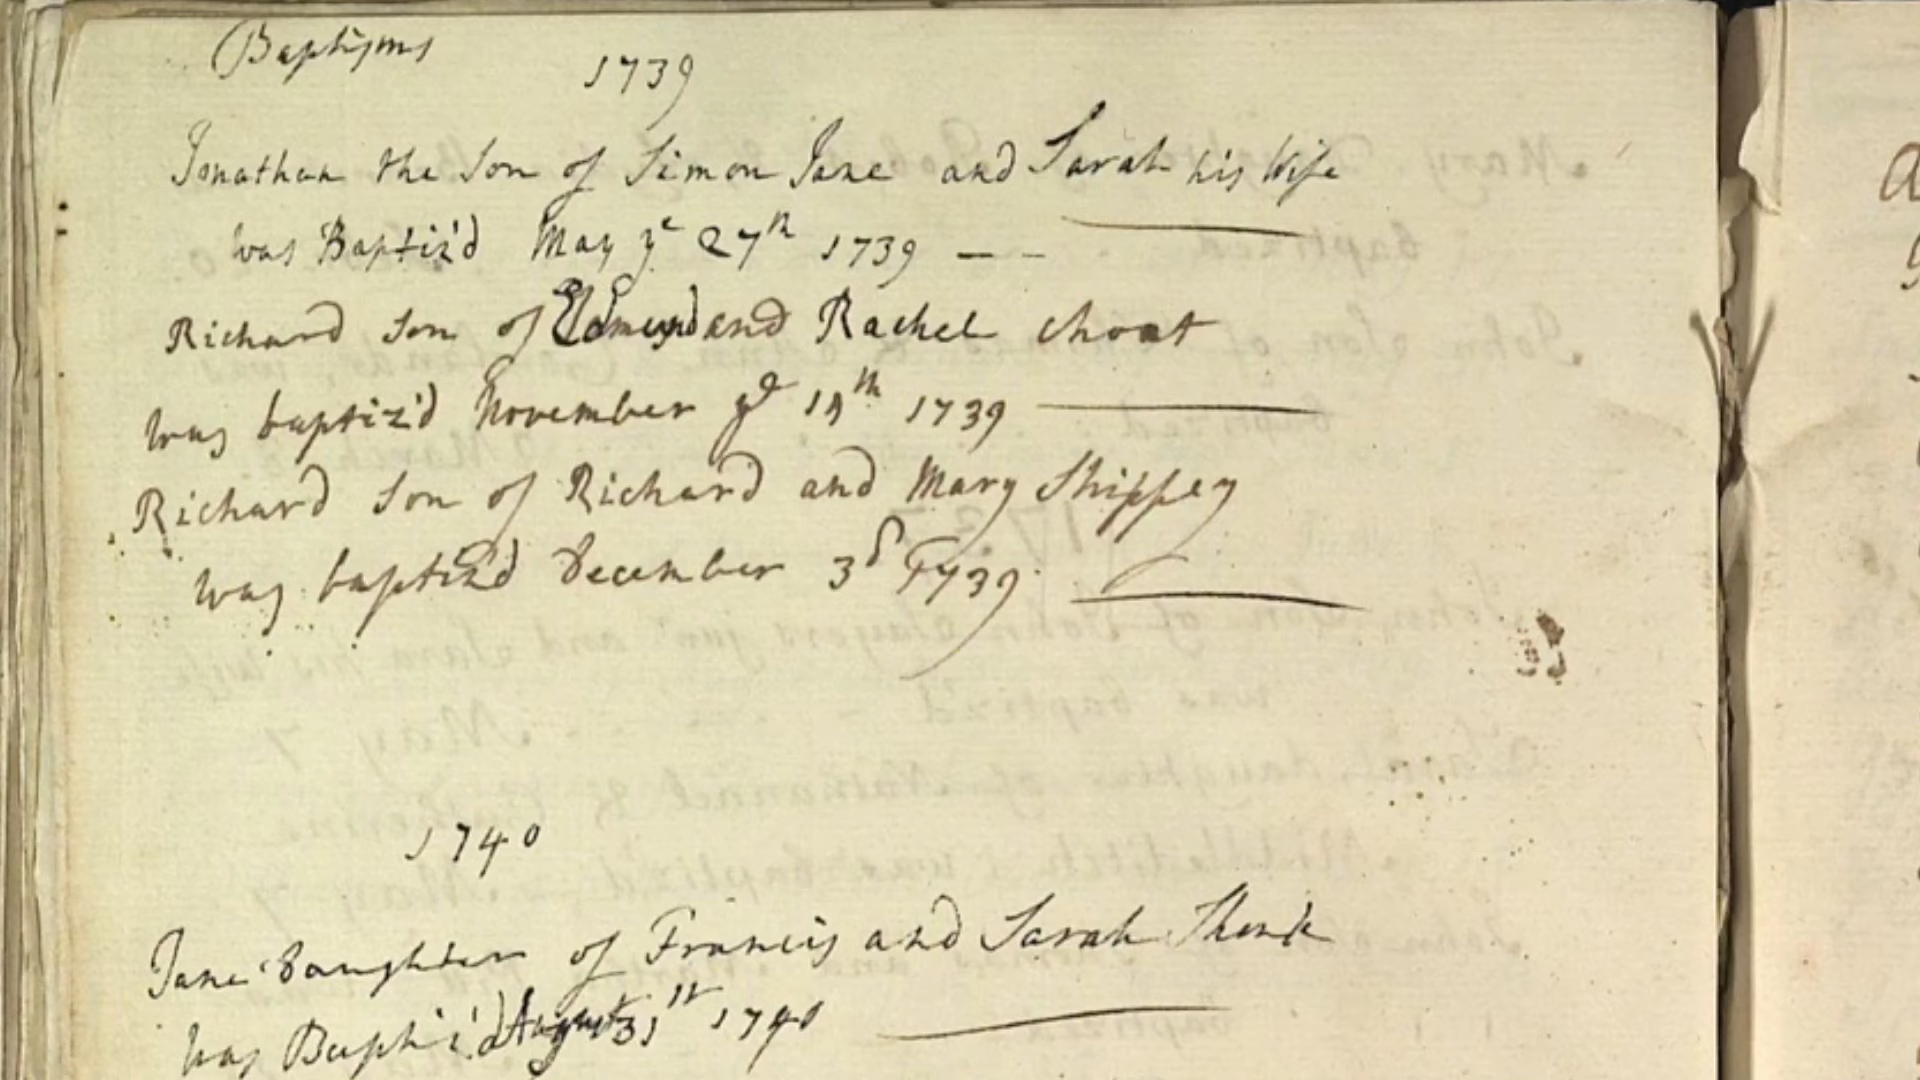 Baptisms
1739
Jonathan the Son of Simon Jane and Sarah his Wife
was Baptiz'd May ye 27th 1739 — -
Richard Son of Edmund and Rachel Choat
was baptiz'd November ye 19th 1739
Richard Son of Richard and Mary Shippey
was baptiz'd December 3d 1739
1740
Jane Daughter of Francis and Sarah
was Baptiz'd August 31st 1740